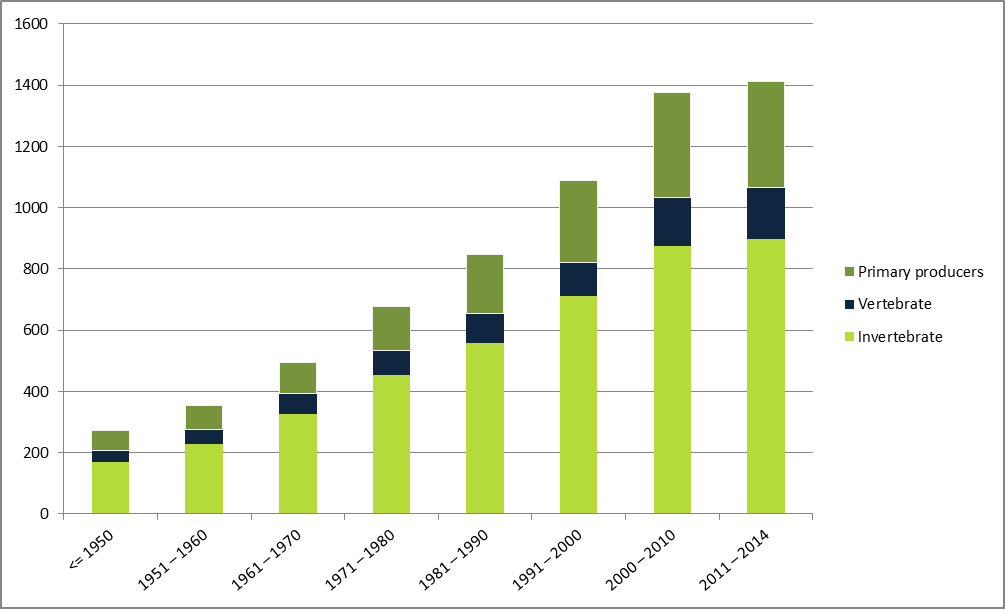 1600
1400
1200
1000
800
600
400
200
0
<= 1950
1951 – 1960
1961 – 1970
1971 – 1980
1981 – 1990
1991 – 2000
2000 – 2010
2011 – 2014
Primary producers
Vertebrate
Invertebrate